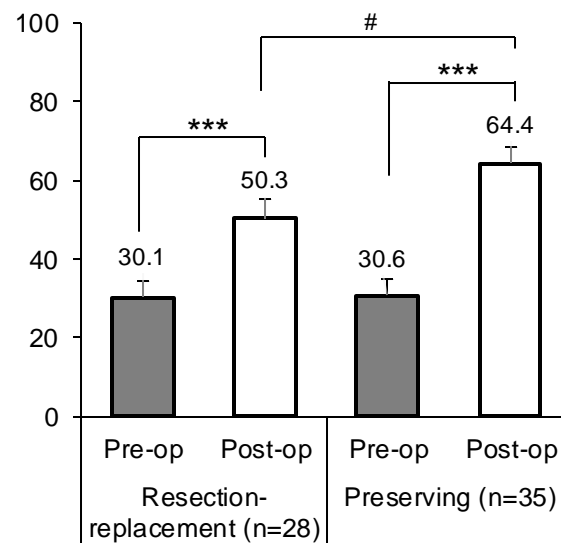 100
80
60
40
20
0
#
***
***
30.1
50.3
30.6
64.4
Pre-op
Post-op
Pre-op
Post-op
Resection-
replacement (n=28)
Preserving (n=35)